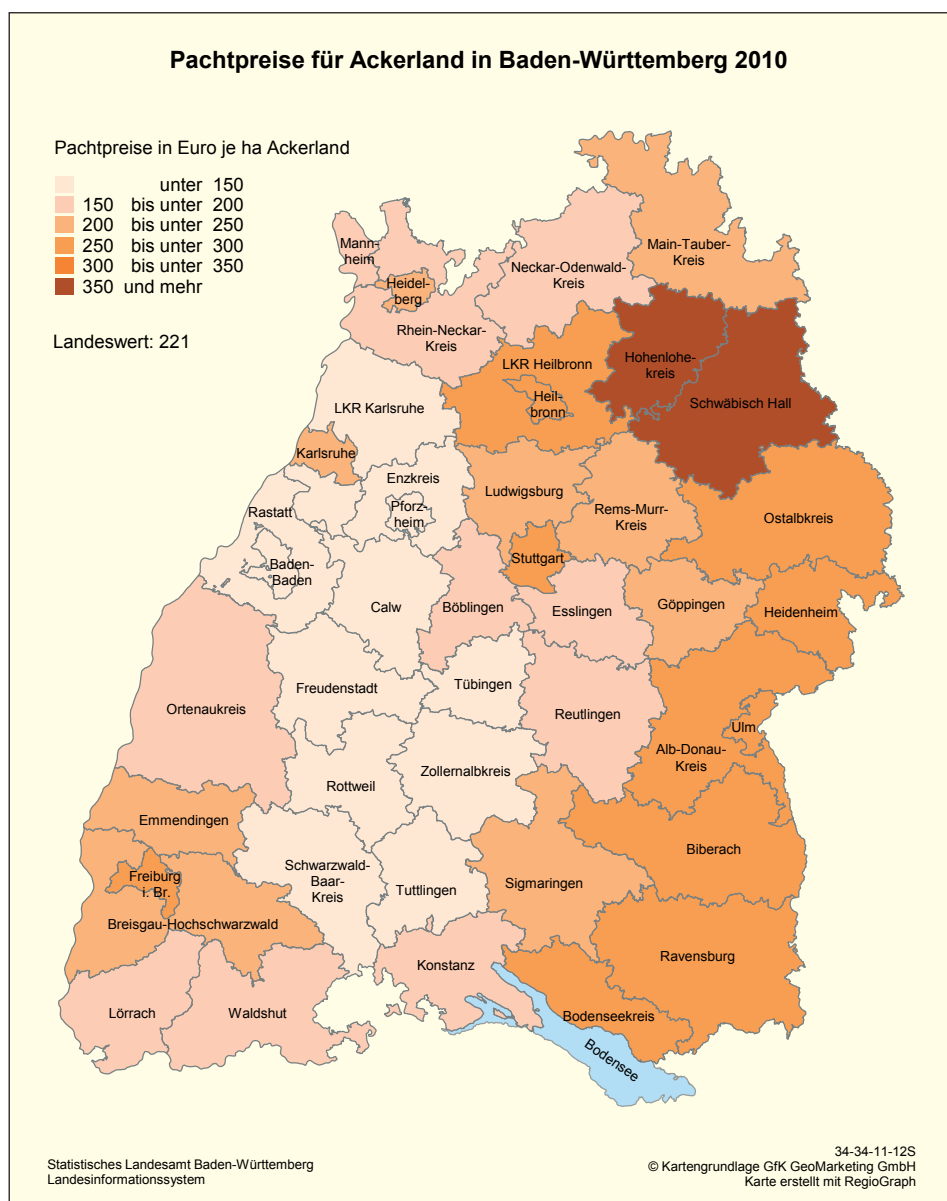 Pachtpreise für Ackerland in Baden-Württemberg 2010
Pachtpreise in Euro je ha Ackerland
unter 150
150 bis unter 200
200 bis unter 250
250 bis unter 300
300 bis unter 350
350 und mehr
Landeswert: 221
Main-Tauber-
Kreis
Mann-
heim
Neckar-Odenwald-
Kreis
Heidel-
berg
Rhein-Neckar-
Kreis
Hohenlohe-
kreis
LKR Heilbronn
Heil-
bronn
Schwäbisch Hall
LKR Karlsruhe
Karlsruhe
Enzkreis
Pforz-
heim
Ludwigsburg
Rems-Murr-
Kreis
Ostalbkreis
Rastatt
Baden-
Baden
Stuttgart
Calw
Böblingen
Esslingen
Göppingen
Heidenheim
Freudenstadt
Tübingen
Ortenaukreis
Reutlingen
Ulm
Alb-Donau-
Kreis
Rottweil
Zollernalbkreis
Emmendingen
Biberach
Freiburg
i. Br.
Schwarzwald-
Baar-
Kreis
Tuttlingen
Sigmaringen
Breisgau-Hochschwarzwald
Ravensburg
Konstanz
Lörrach
Waldshut
Bodenseekreis
Bodensee
Statistisches Landesamt Baden-Württemberg
Landesinformationssystem
34-34-11-12S
© Kartengrundlage GfK GeoMarketing GmbH
Karte erstellt mit RegioGraph